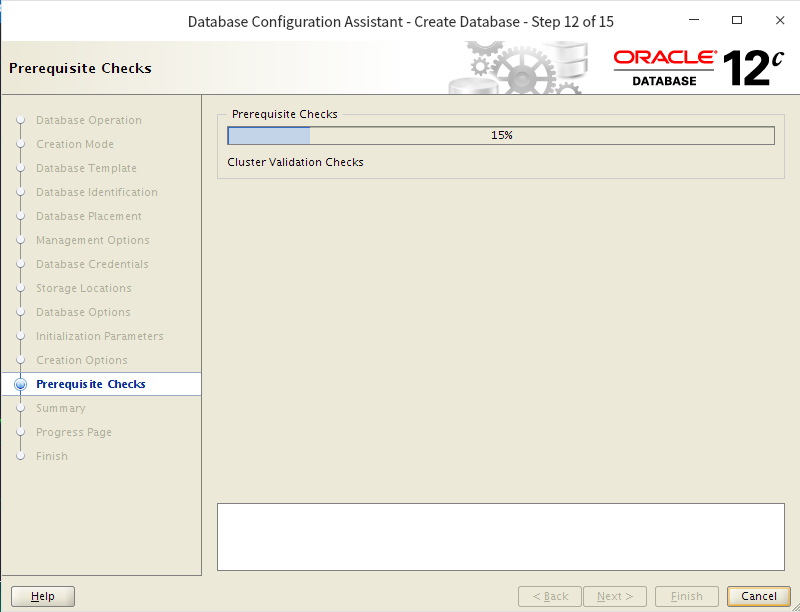 Database Configuration Assistant - Create Database - Step 12 of 15
Prerequisite Checks
ORACLE®
DATABASE
12c
Database Operation
Creation Mode
Database Template
Database Identification
Database Placement
Management Options
Database Credentials
Storage Locations
Database Options
Initialization Parameters
Creation Options
Prerequisite Checks
Summary
Progress Page
Finish
Prerequisite Checks
15%
Cluster Validation Checks
Help
< Back
Next >
Finish
Cancel